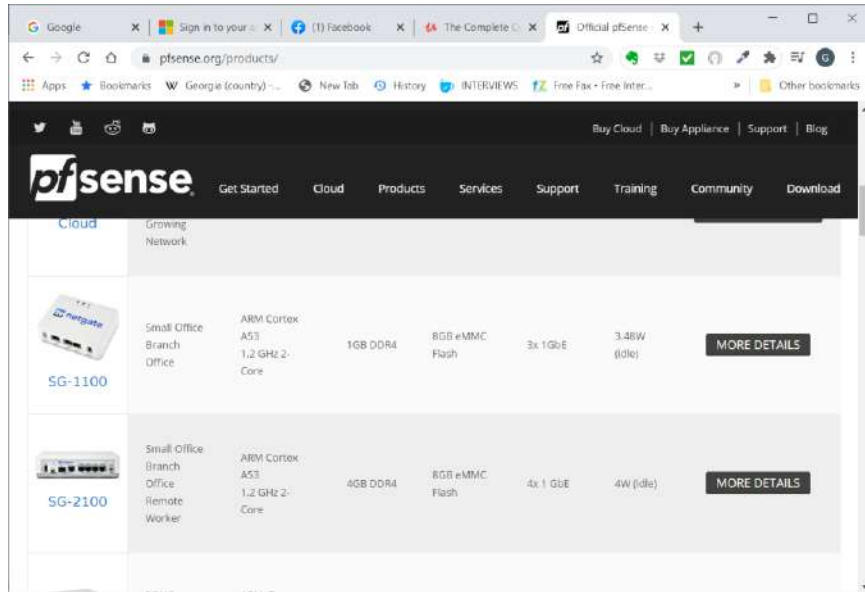 Google
Sign in to your a
(1) Facebook
The Complete C
Official pfSense
pfsense.org/products/
G
Apps
Bookmarks
W Georgia (country) -...
New Tab
History
INTERVIEWS
Free Fax • Free Inter...
»
Other bookmarks
Buy Cloud | Buy Appliance | Support | Blog
pfsense
Get Started
Cloud
Products
Services
Support
Training
Community
Download
Cloud
Growing
Network
netgate
SG-1100
Small Office
Branch
Office
ARM Cortex
A53
1.2 GHz 2-
Core
1GB DDR4
8GB eMMC
Flash
3x 1GbE
3.48W
(idle)
MORE DETAILS
SG-2100
Small Office
Branch
Office
Remote
Worker
ARM Cortex
A53
1.2 GHz 2-
Core
4GB DDR4
8GB eMMC
Flash
4x 1 GbE
4W (idle)
MORE DETAILS